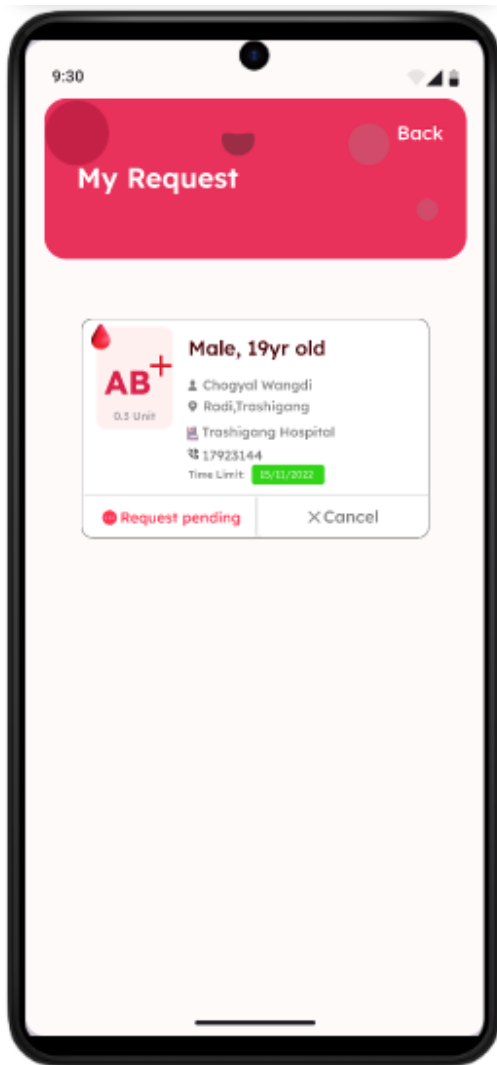 9:30
Back
My Request
Male, 19yr old
AB+
0.3 Unit
Chogyal Wangdi
Radi,Trashigang
Trashigang Hospital
17923144
Time Limit: 15/11/2022
Request pending
Cancel